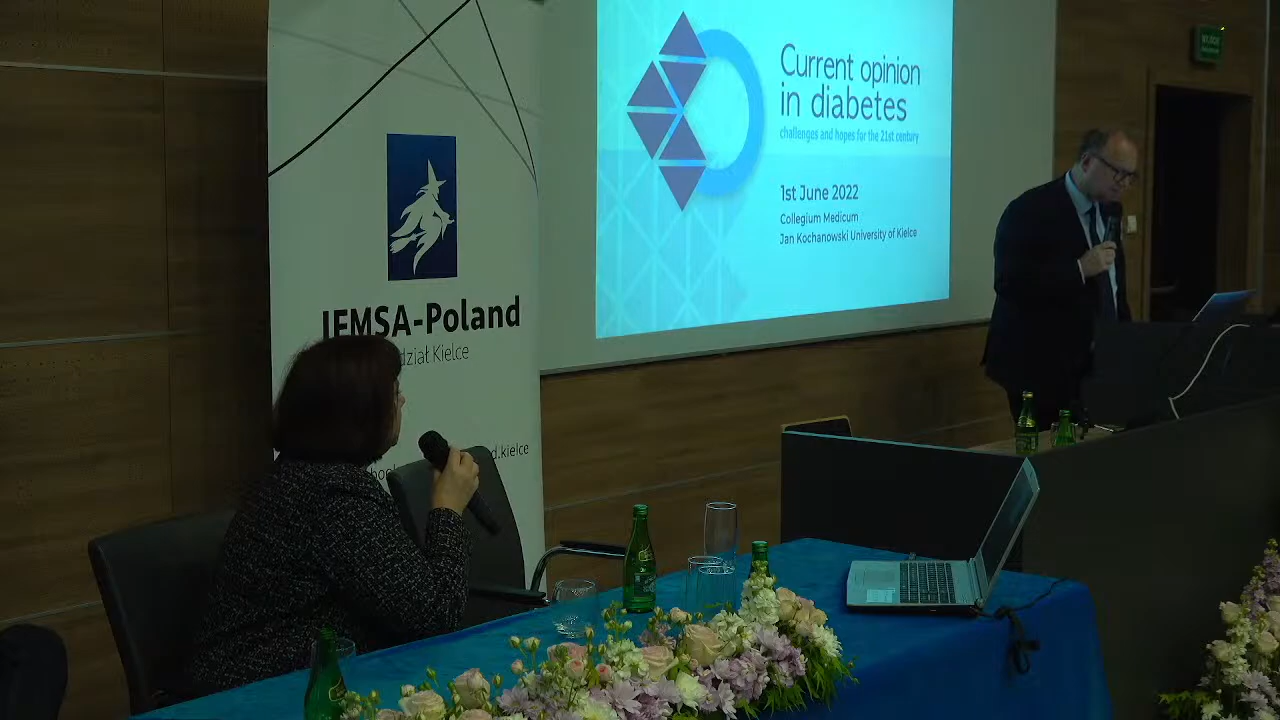 Current opinion
in diabetes
challenges and hopes for the 21st century
1st June 2022
Collegium Medicum
Jan Kochanowski University of Kielce
IFMSA-Poland
dział Kielce
d.kielce